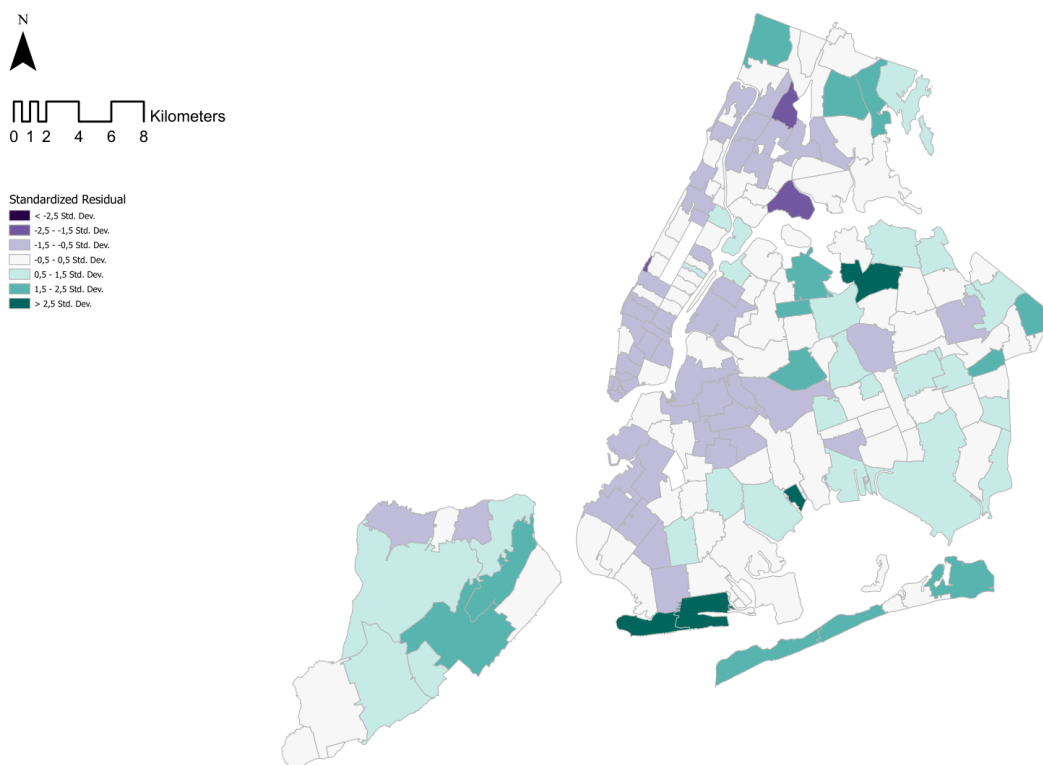 N
Kilometers
0 1 2 4 6 8
Standardized Residual
< -2,5 Std. Dev.
-2,5 - -1,5 Std. Dev.
-1,5 - -0,5 Std. Dev.
-0,5 - 0,5 Std. Dev.
0,5 - 1,5 Std. Dev.
1,5 - 2,5 Std. Dev.
> 2,5 Std. Dev.